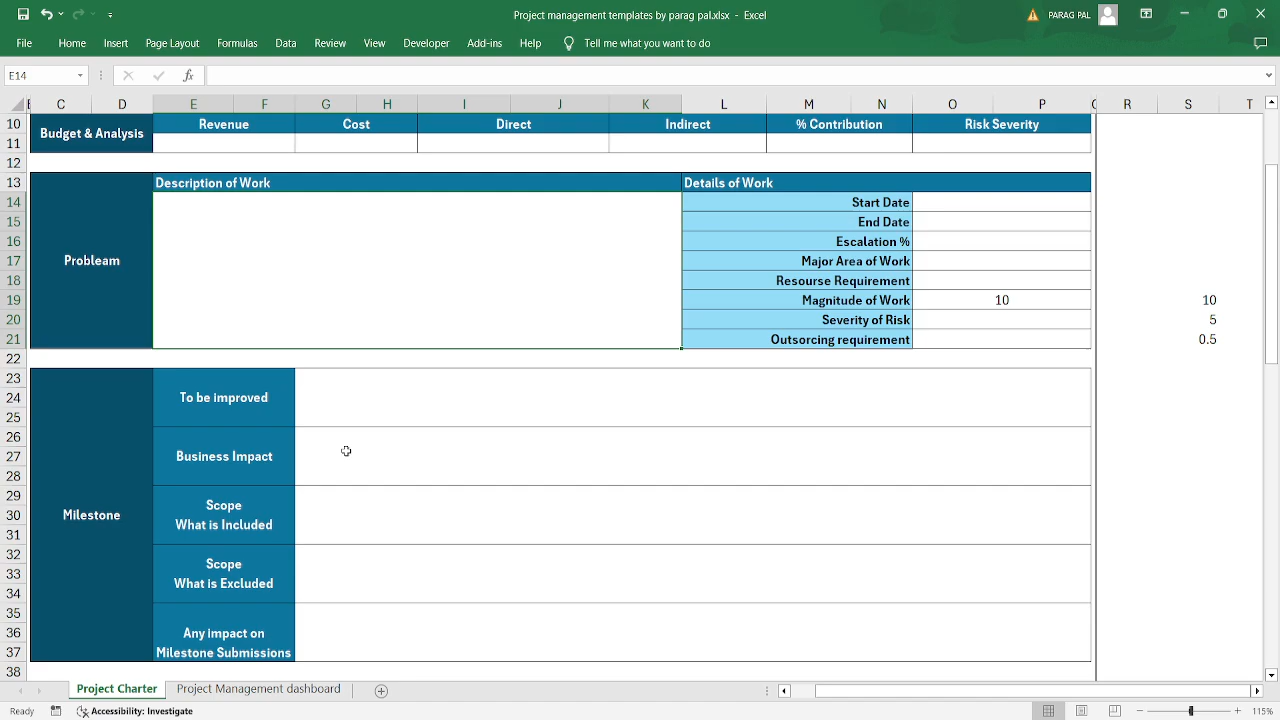 Project management templates by parag pal.xlsx - Excel
PARAG PAL
File Home Insert Page Layout Formulas Data Review View Developer Add-ins Help Tell me what you want to do
E14
fx
C D E F G H I J K L M N O P R S T
10 Budget & Analysis Revenue Cost Direct Indirect % Contribution Risk Severity
11
12
13 Description of Work Details of Work
14 Start Date
15 End Date
16 Escalation %
17 Probleam Major Area of Work
18 Resourse Requirement
19 Magnitude of Work 10 10
20 Severity of Risk 5
21 Outsorcing requirement 0.5
22
23
24 To be improved
25
26
27 Business Impact
28
29 Scope
30 Milestone What is Included
31
32 Scope
33 What is Excluded
34
35
36 Any impact on
37 Milestone Submissions
38
Project Charter Project Management dashboard
Ready Accessibility: Investigate 115%